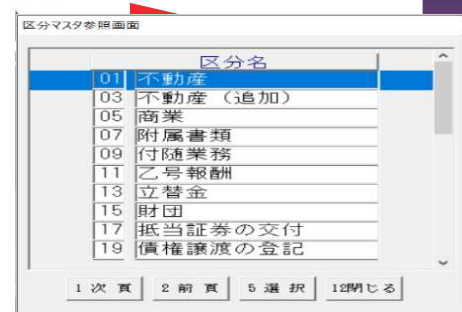 区分マスタ参照画面
区分名
01 不動産
03 不動産（追加）
05 商業
07 附属書類
09 付随業務
11 乙号報酬
13 立替金
15 財団
17 抵当証券の交付
19 債権譲渡の登記
1 次 頁 2 前 頁 5 選 択 12閉じる